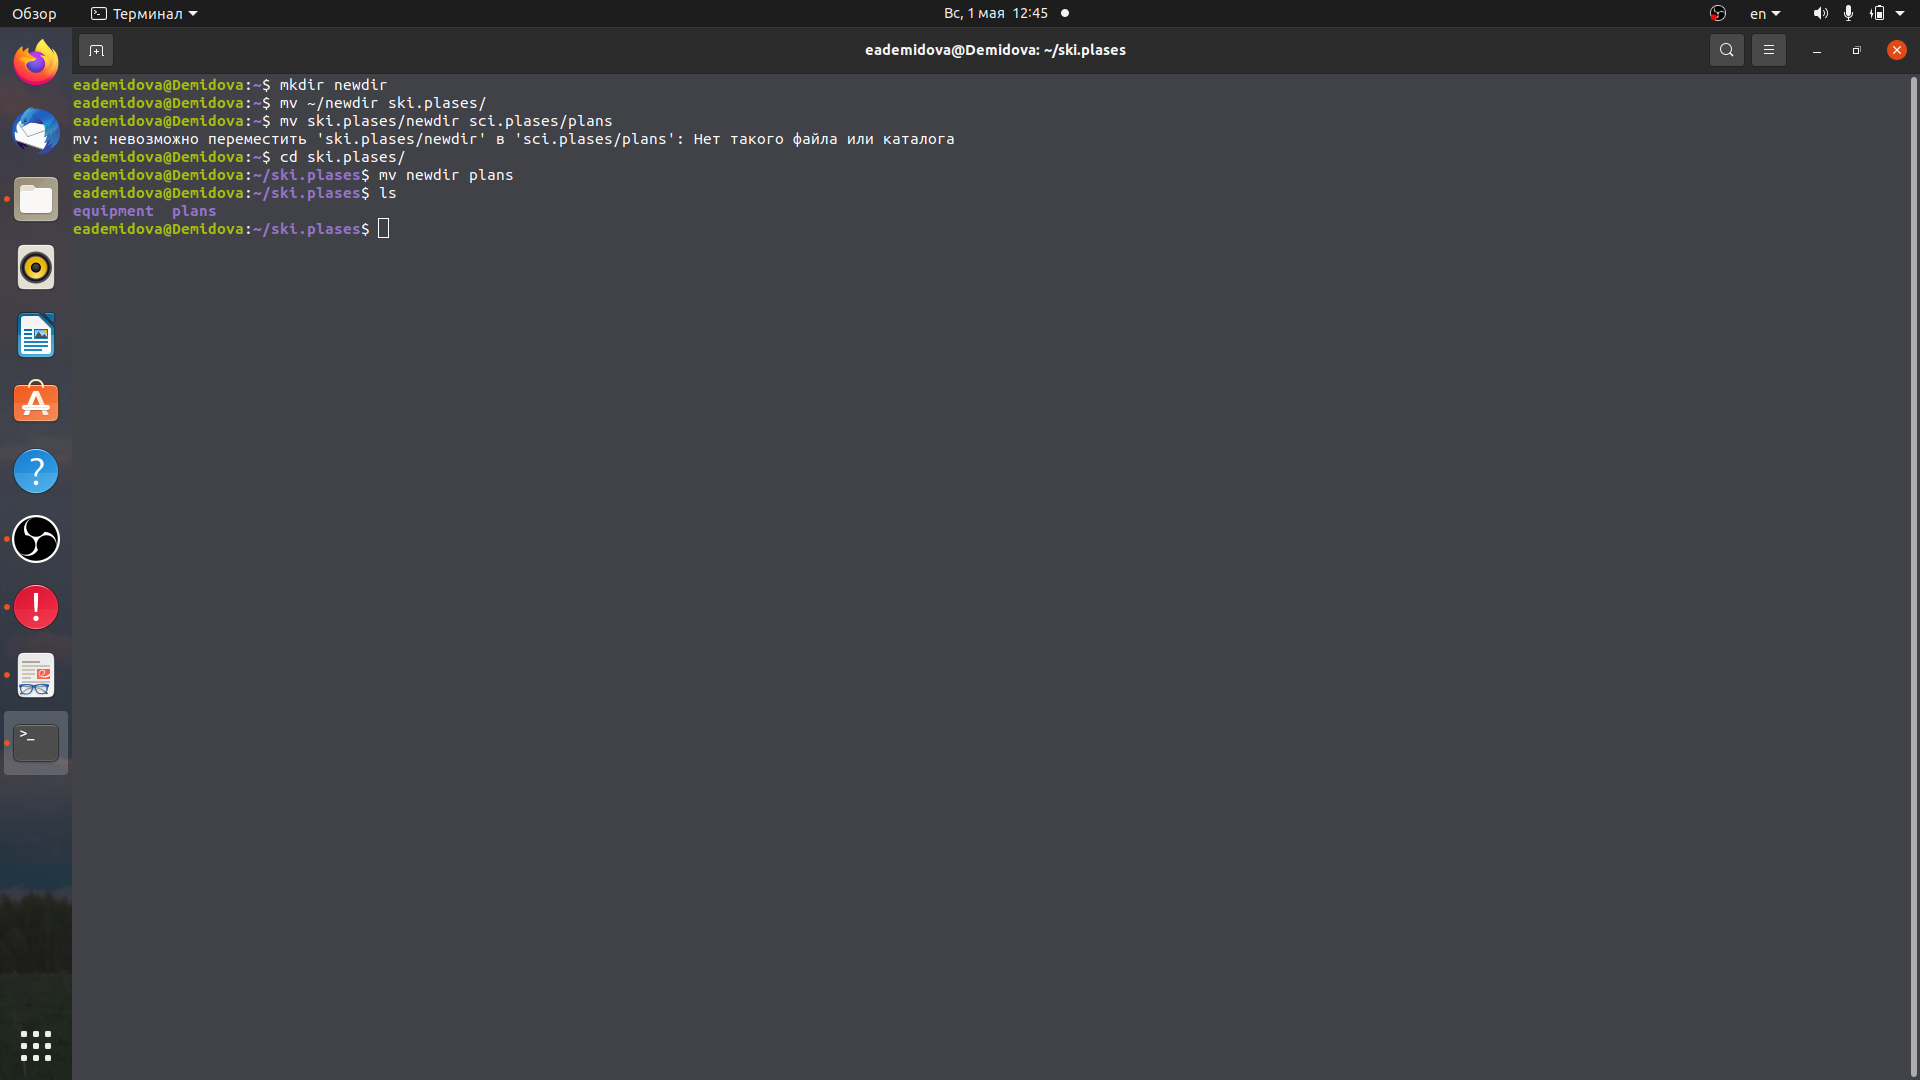 Обзор Терминал Вс, 1 мая 12:45 en
eademidova@Demidova: ~/ski.plases
eademidova@Demidova:~$ mkdir newdir
eademidova@Demidova:~$ mv ~/newdir ski.plases/
eademidova@Demidova:~$ mv ski.plases/newdir sci.plases/plans
mv: невозможно переместить 'ski.plases/newdir' в 'sci.plases/plans': Нет такого файла или каталога
eademidova@Demidova:~$ cd ski.plases/
eademidova@Demidova:~/ski.plases$ mv newdir plans
eademidova@Demidova:~/ski.plases$ ls
equipment  plans
eademidova@Demidova:~/ski.plases$